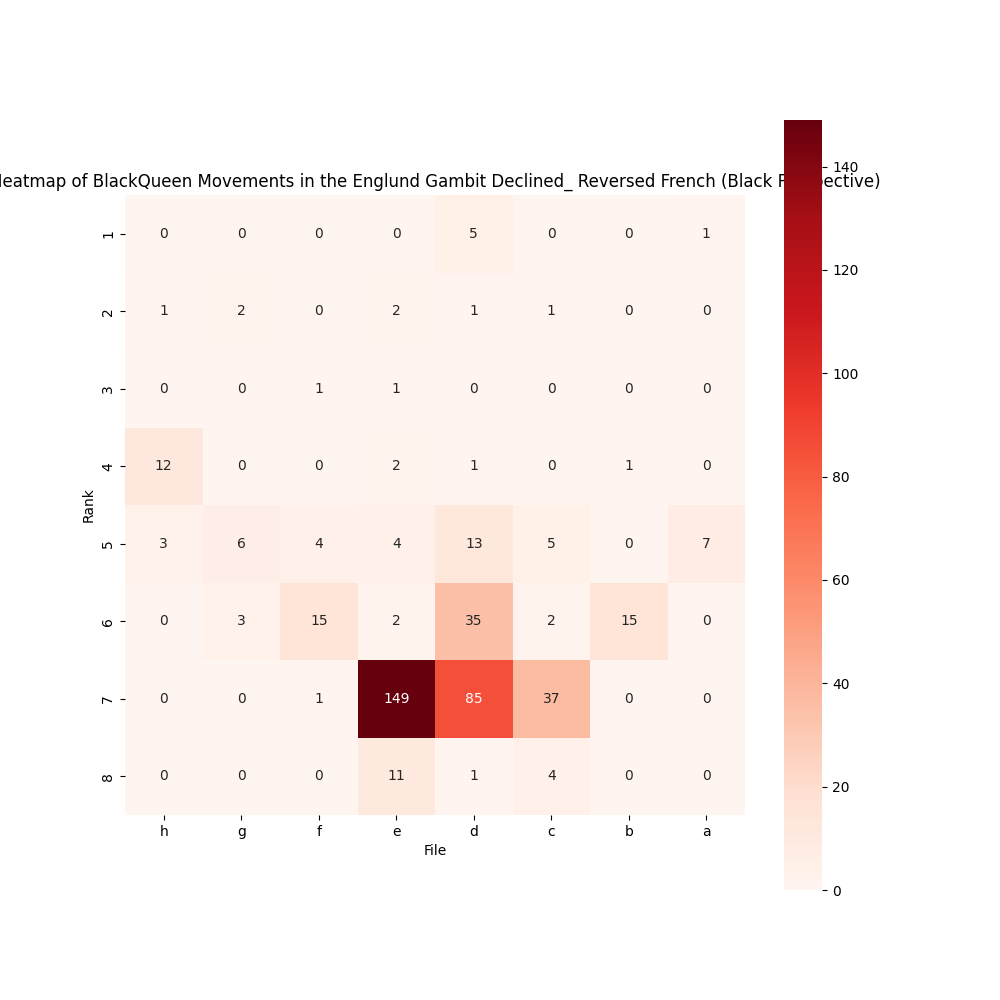 eatmap of BlackQueen Movements in the Englund Gambit Declined_ Reversed French (Black P ective)
140
120
100
80
60
40
20
0
Rank
1 0 0 0 0 5 0 0 1
2 1 2 0 2 1 1 0 0
3 0 0 1 1 0 0 0 0
4 12 0 0 2 1 0 1 0
5 3 6 4 4 13 5 0 7
6 0 3 15 2 35 2 15 0
7 0 0 1 149 85 37 0 0
8 0 0 0 11 1 4 0 0
h g f e d c b a
File